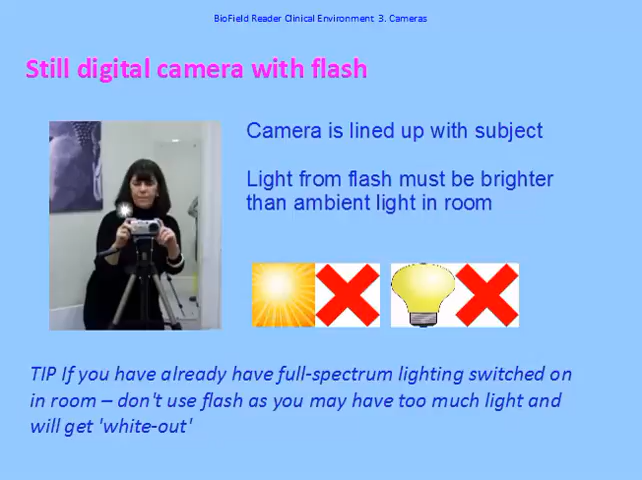 BioField Reader Clinical Environment  3. Cameras
Still digital camera with flash
Camera is lined up with subject
Light from flash must be brighter
than ambient light in room
TIP If you have already have full-spectrum lighting switched on
in room – don't use flash as you may have too much light and
will get 'white-out'